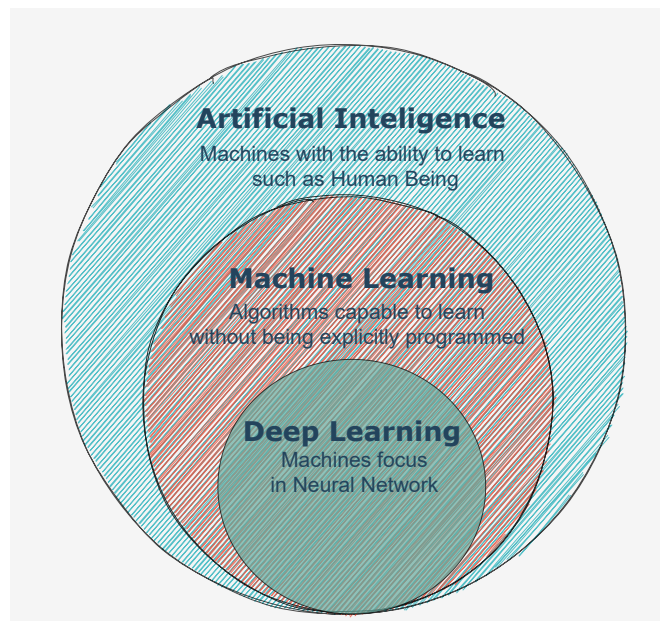 Artificial Inteligence
Machines with the ability to learn
such as Human Being
Machine Learning
Algorithms capable to learn
without being explicitly programmed
Deep Learning
Machines focus
in Neural Network